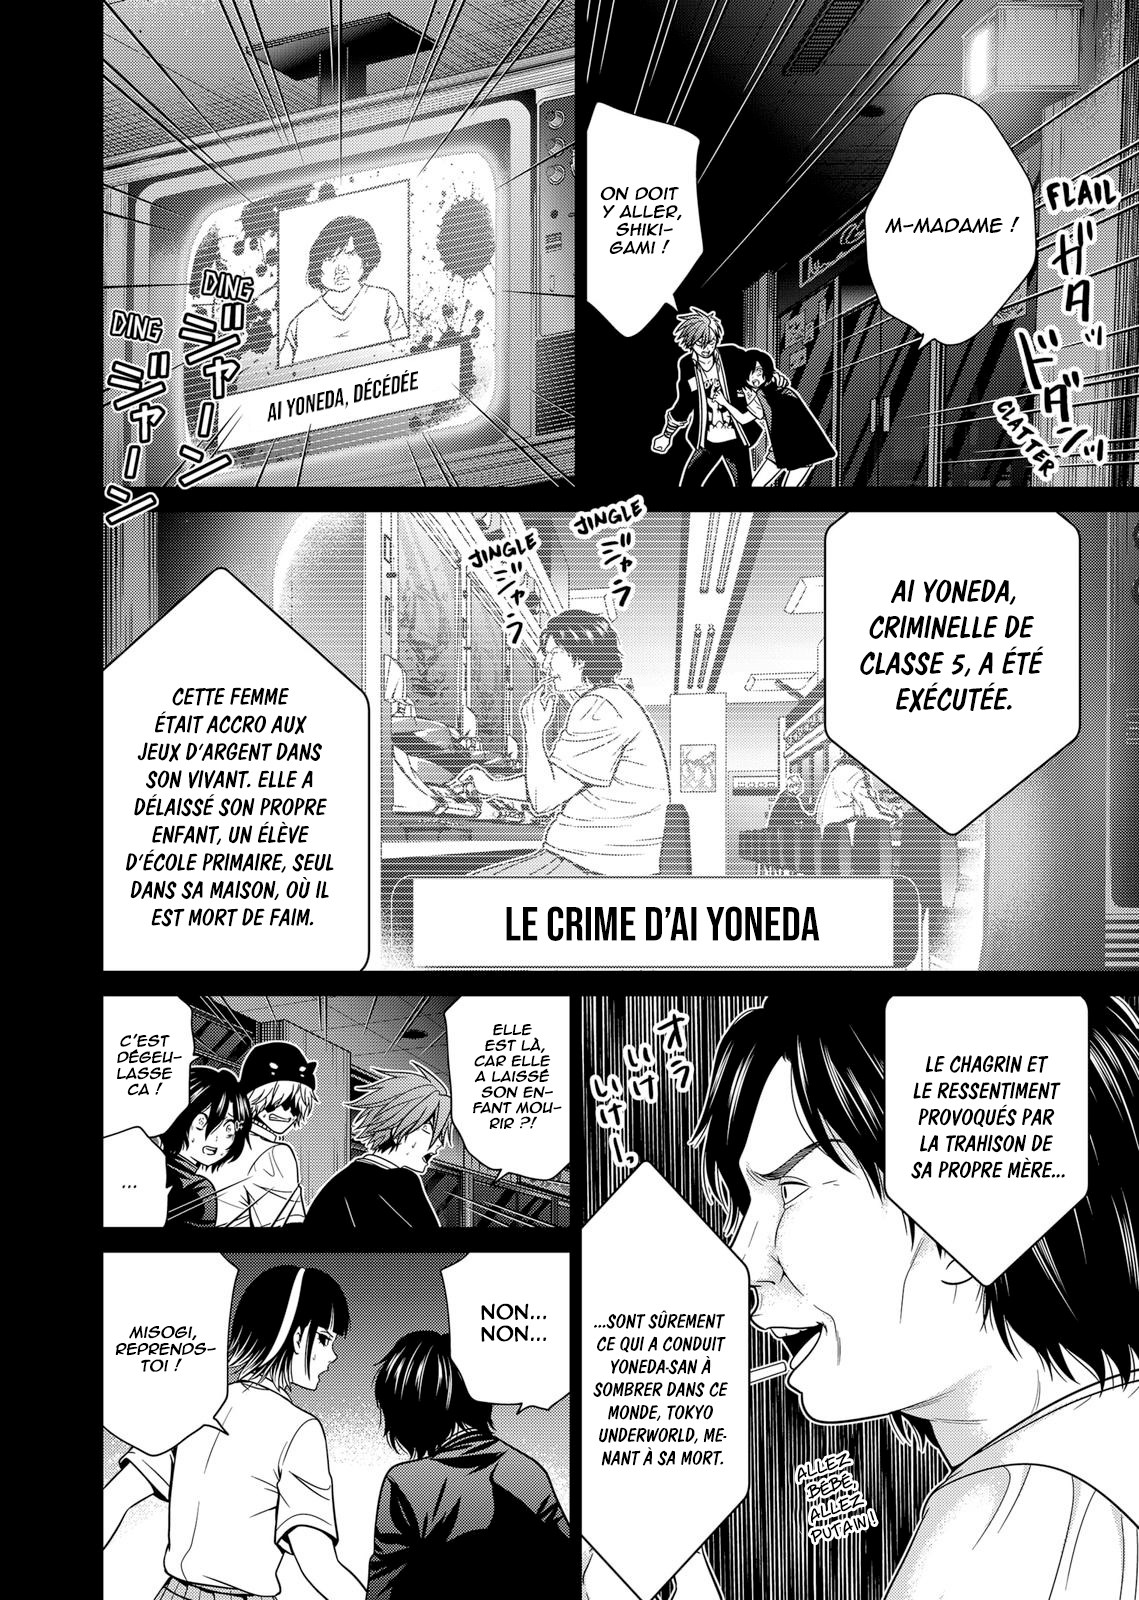 M-MADAME !
ON DOIT
Y ALLER,
SHIKI-
GAMI !
FLAIL
ガタッ
ドダンッ
CLATTER
DING
ジャーン
DING
ジャーン
AI YONEDA, DÉCÉDÉE
AI YONEDA,
CRIMINELLE DE
CLASSE 5, A ÉTÉ
EXÉCUTÉE.
JINGLE
ジャラ
JINGLE
ジャラ
CETTE FEMME
ÉTAIT ACCRO AUX
JEUX D'ARGENT DANS
SON VIVANT. ELLE A
DÉLAISSÉ SON PROPRE
ENFANT, UN ÉLÈVE
D'ÉCOLE PRIMAIRE, SEUL
DANS SA MAISON, OÙ IL
EST MORT DE FAIM.
LE CRIME D'AI YONEDA
LE CHAGRIN ET
LE RESSENTIMENT
PROVOQUÉS PAR
LA TRAHISON DE
SA PROPRE MÈRE...
オラ
いけ
いけーっ
...SONT SÛREMENT
CE QUI A CONDUIT
YONEDA-SAN À
SOMBRER DANS CE
MONDE, TOKYO
UNDERWORLD, ME-
NANT À SA MORT.
ALLEZ
BÉBÉ,
ALLEZ
PUTAIN !
ELLE
EST LÀ,
CAR ELLE
A LAISSÉ
SON EN-
FANT MOU-
RIR ?!
C'EST
DÉGEU-
LASSE
CA !
...
NON...
NON...
MISOGI,
REPRENDS-
TOI !